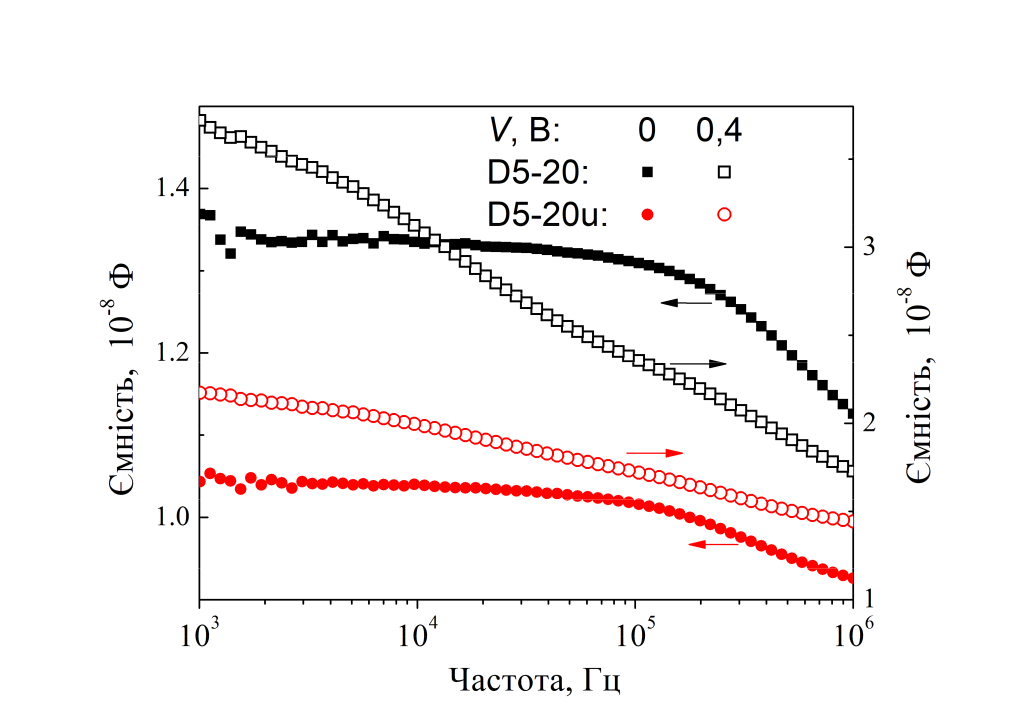 V, В: 0 0,4
D5-20:
D5-20u:
1.4
1.2
1.0
Ємність, 10⁻⁸ Ф
3
2
1
Ємність, 10⁻⁸ Ф
10³ 10⁴ 10⁵ 10⁶
Частота, Гц